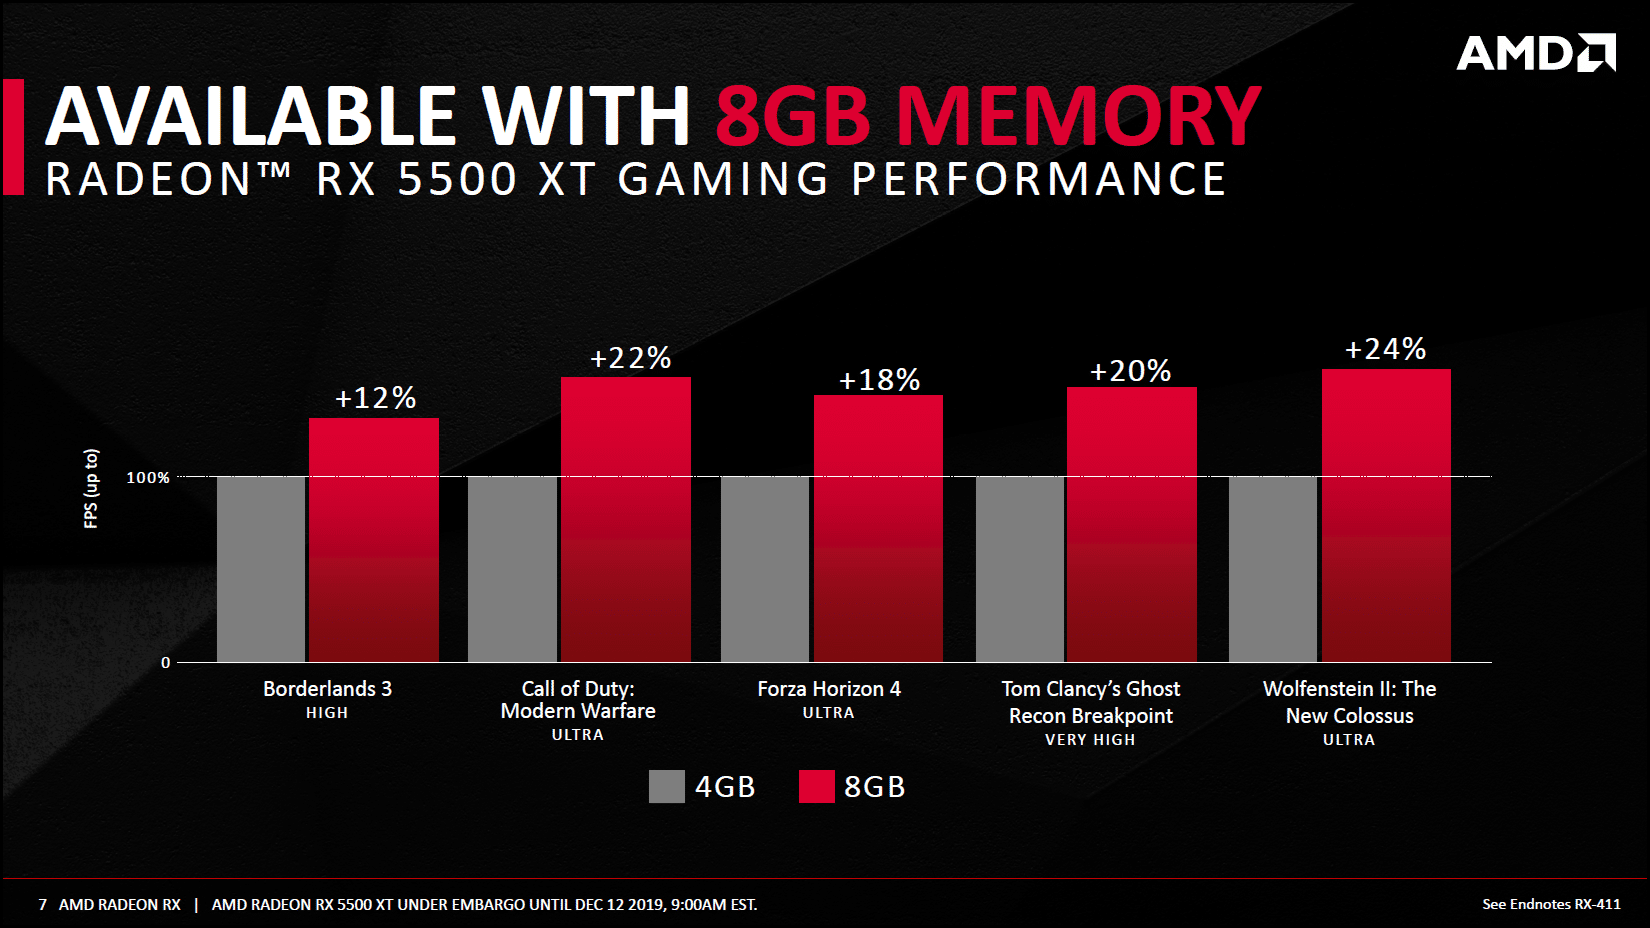 AMD
AVAILABLE WITH 8GB MEMORY
RADEON™ RX 5500 XT GAMING PERFORMANCE
+12%
+22%
+18%
+20%
+24%
FPS (up to)
100%
0
Borderlands 3
HIGH
Call of Duty:
Modern Warfare
ULTRA
Forza Horizon 4
ULTRA
Tom Clancy’s Ghost
Recon Breakpoint
VERY HIGH
Wolfenstein II: The
New Colossus
ULTRA
4GB
8GB
7 AMD RADEON RX | AMD RADEON RX 5500 XT UNDER EMBARGO UNTIL DEC 12 2019, 9:00AM EST.
See Endnotes RX-411